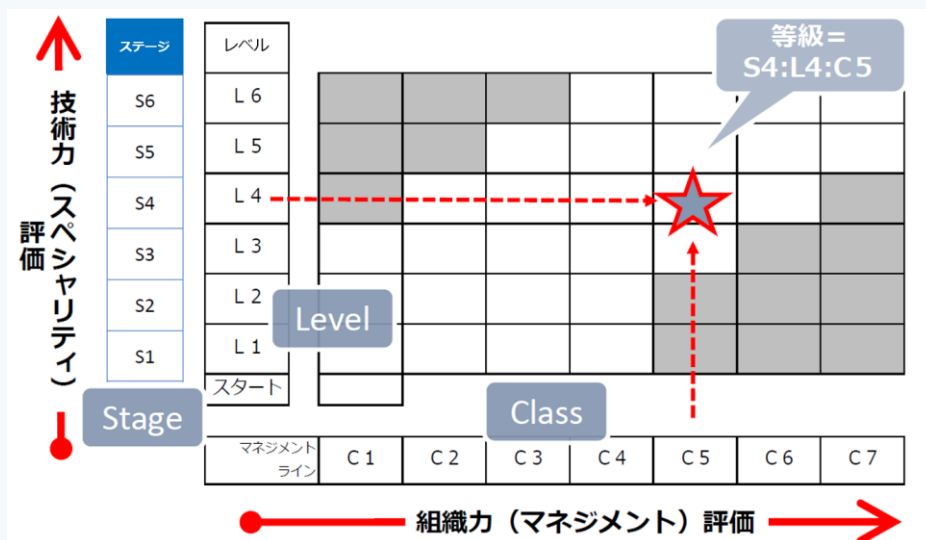 ステージ
レベル
等級=
S4:L4:C5
S6
L 6
S5
L 5
S4
L 4
S3
L 3
S2
L 2
S1
L 1
スタート
Level
Stage
Class
技術力(スペシャリティ)
評価
マネジメント
ライン
C 1
C 2
C 3
C 4
C 5
C 6
C 7
組織力(マネジメント)評価